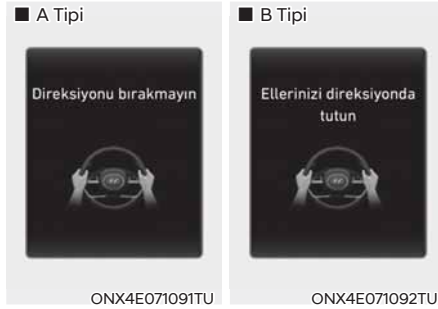 ■ A Tipi
Direksiyonu bırakmayın
ONX4E071091TU
■ B Tipi
Ellerinizi direksiyonda
tutun
ONX4E071092TU